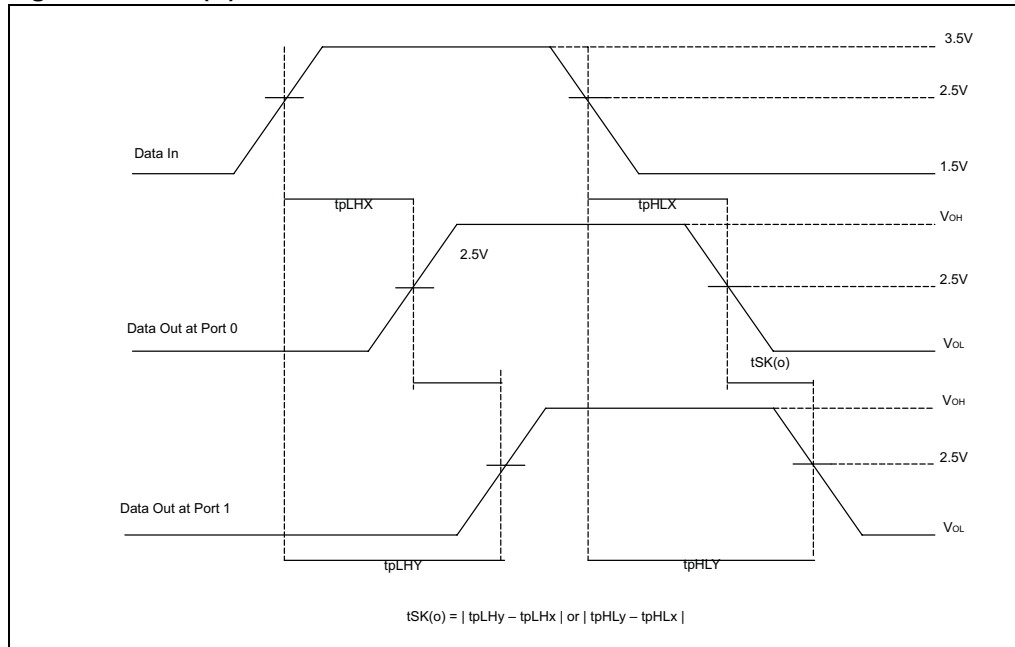 3.5V
2.5V
Data In
1.5V
tpLHX
tpHLX
VOH
2.5V
2.5V
Data Out at Port 0
VOL
tSK(o)
VOH
2.5V
Data Out at Port 1
VOL
tpLHY
tpHLY
tSK(o) = | tpLHy – tpLHx | or | tpHLy – tpHLx |